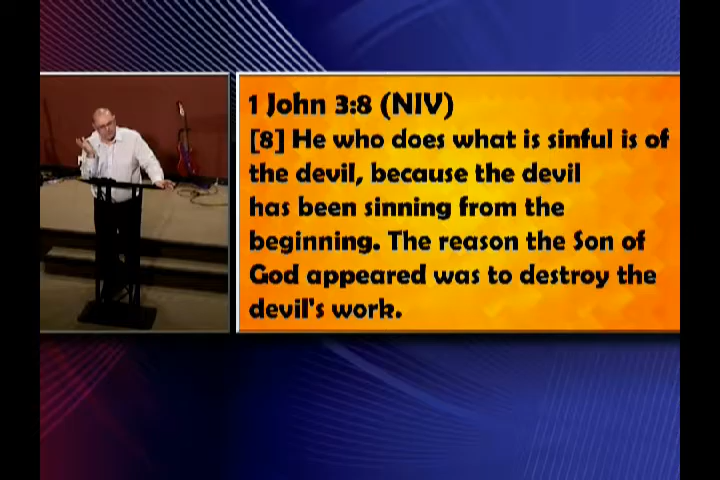 1 John 3:8 (NIV)
[8] He who does what is sinful is of
the devil, because the devil
has been sinning from the
beginning. The reason the Son of
God appeared was to destroy the
devil's work.